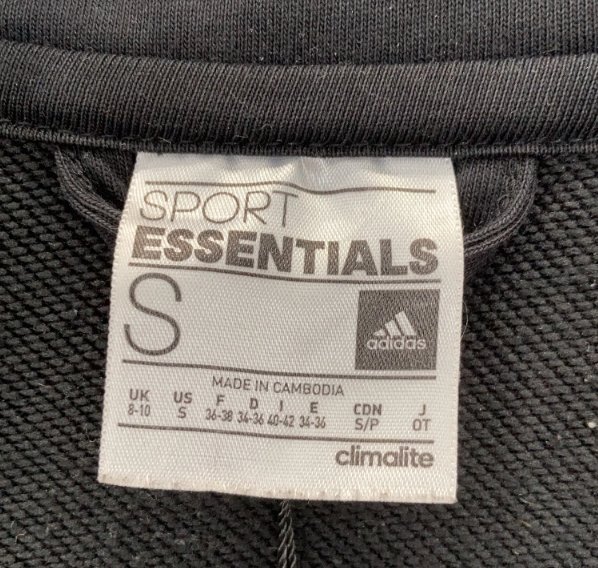 SPORT
ESSENTIALS
S
adidas
MADE IN CAMBODIA
UK US F D I E CDN J
8-10 S 36-38 34-36 40-42 34-36 S/P OT
climalite